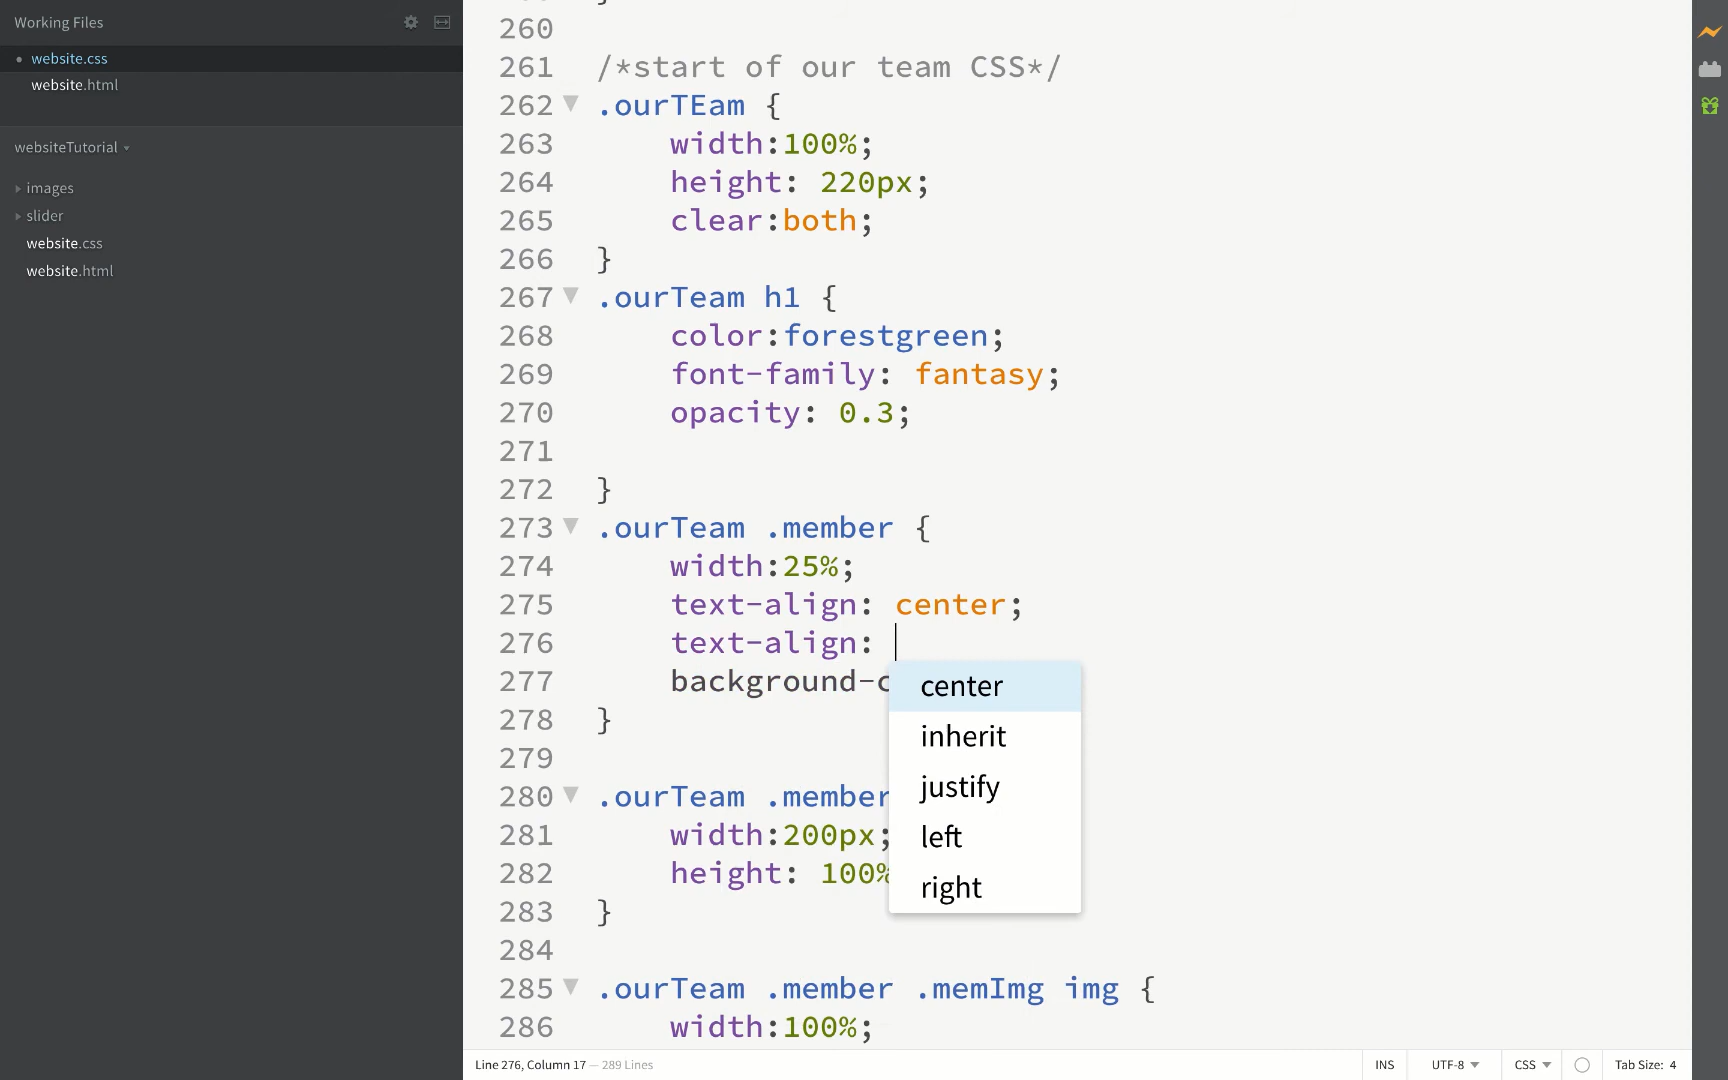 Working Files
website.css
website.html
websiteTutorial
images
slider
website.css
website.html
260
261 /*start of our team CSS*/
262 .ourTEam {
263 width:100%;
264 height: 220px;
265 clear:both;
266 }
267 .ourTeam h1 {
268 color:forestgreen;
269 font-family: fantasy;
270 opacity: 0.3;
271
272 }
273 .ourTeam .member {
274 width:25%;
275 text-align: center;
276 text-align:
277 background-c
278 }
279
280 .ourTeam .member
281 width:200px;
282 height: 100%
283 }
284
285 .ourTeam .member .memImg img {
286 width:100%;
center
inherit
justify
left
right
Line 276, Column 17 — 289 Lines
INS
UTF-8
CSS
Tab Size: 4